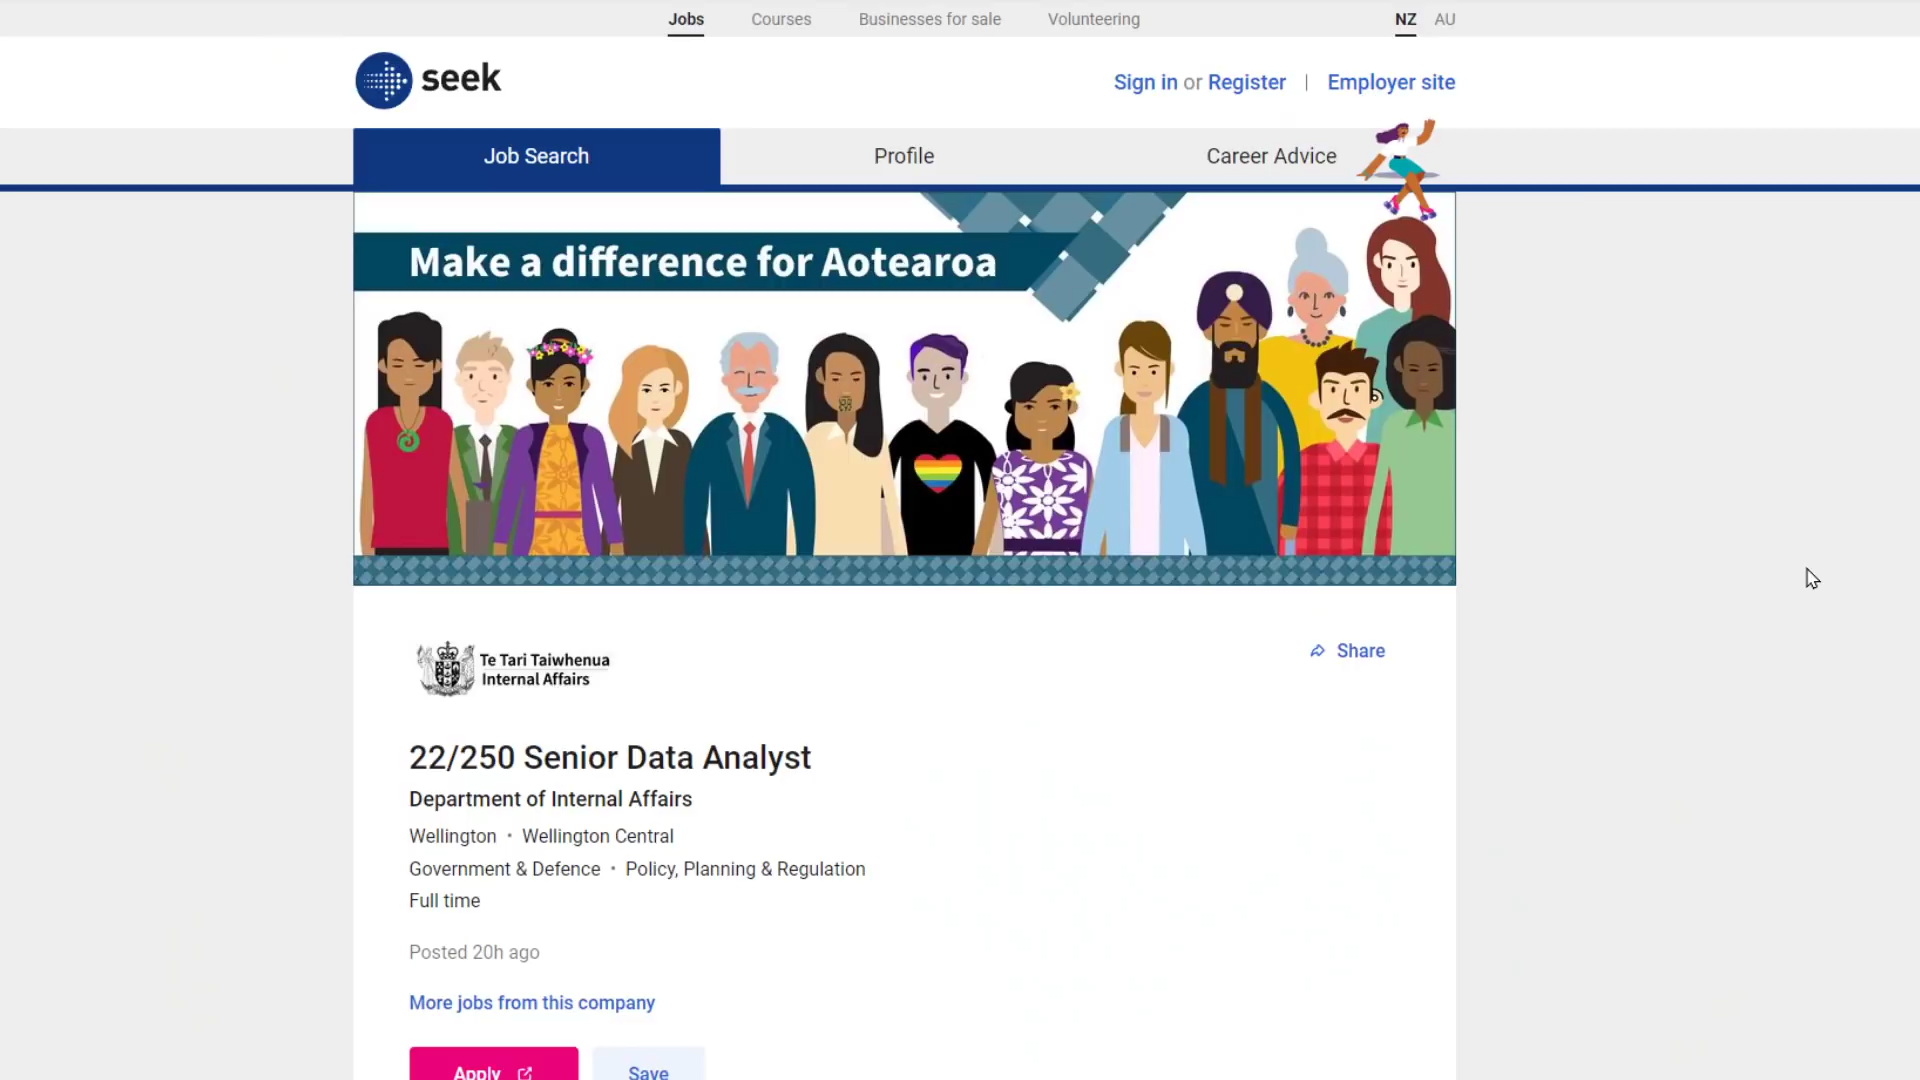 Jobs Courses Businesses for sale Volunteering NZ AU
seek
Sign in or Register | Employer site
Job Search Profile Career Advice
Make a difference for Aotearoa
Te Tari Taiwhenua
Internal Affairs
Share
22/250 Senior Data Analyst
Department of Internal Affairs
Wellington • Wellington Central
Government & Defence • Policy, Planning & Regulation
Full time
Posted 20h ago
More jobs from this company
Apply Save